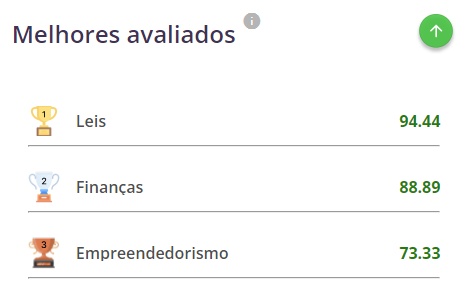 Melhores avaliados i
1 Leis 94.44
2 Finanças 88.89
3 Empreendedorismo 73.33